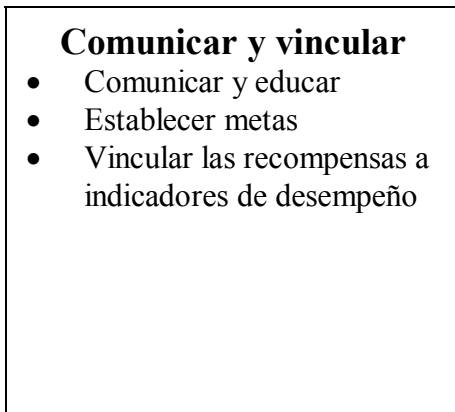 Comunicar y vincular
• Comunicar y educar
• Establecer metas
• Vincular las recompensas a
indicadores de desempeño